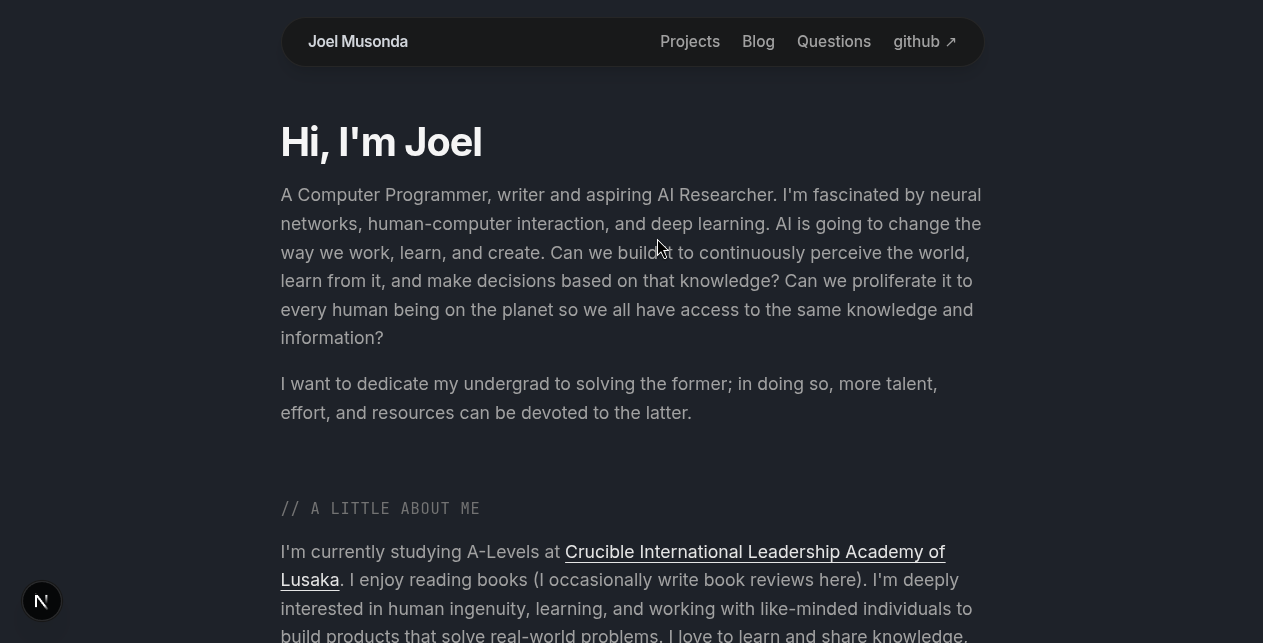 Joel Musonda
Projects Blog Questions github ↗
Hi, I'm Joel
A Computer Programmer, writer and aspiring AI Researcher. I'm fascinated by neural
networks, human-computer interaction, and deep learning. AI is going to change the
way we work, learn, and create. Can we build it to continuously perceive the world,
learn from it, and make decisions based on that knowledge? Can we proliferate it to
every human being on the planet so we all have access to the same knowledge and
information?
I want to dedicate my undergrad to solving the former; in doing so, more talent,
effort, and resources can be devoted to the latter.
// A LITTLE ABOUT ME
I'm currently studying A-Levels at Crucible International Leadership Academy of
Lusaka. I enjoy reading books (I occasionally write book reviews here). I'm deeply
interested in human ingenuity, learning, and working with like-minded individuals to
build products that solve real-world problems. I love to learn and share knowledge.
N